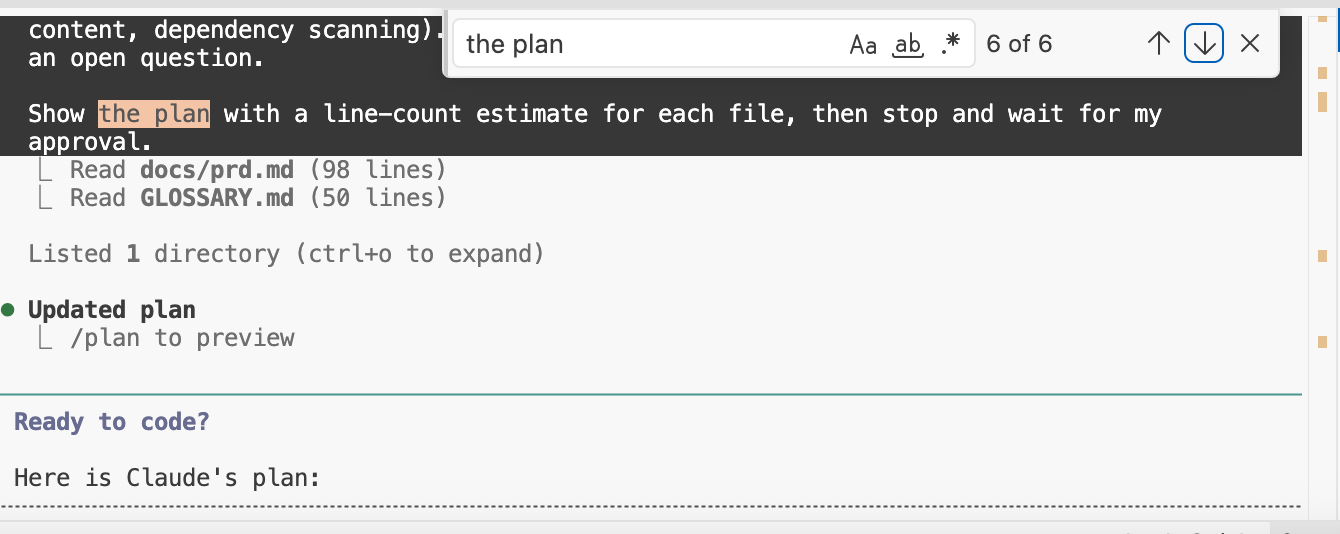 content, dependency scanning).
an open question.
the plan
Aa ab .* 6 of 6
Show the plan with a line-count estimate for each file, then stop and wait for my
approval.
Read docs/prd.md (98 lines)
Read GLOSSARY.md (50 lines)
Listed 1 directory (ctrl+o to expand)
Updated plan
/plan to preview
Ready to code?
Here is Claude's plan: